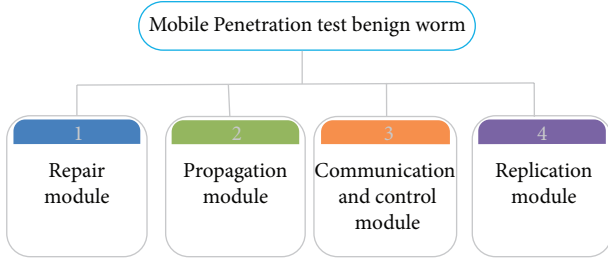 Mobile Penetration test benign worm
1
Repair
module
2
Propagation
module
3
Communication
and control
module
4
Replication
module